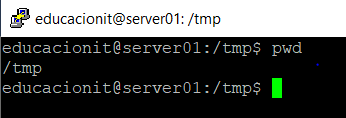 educacionit@server01: /tmp
educacionit@server01:/tmp$ pwd
/tmp
educacionit@server01:/tmp$